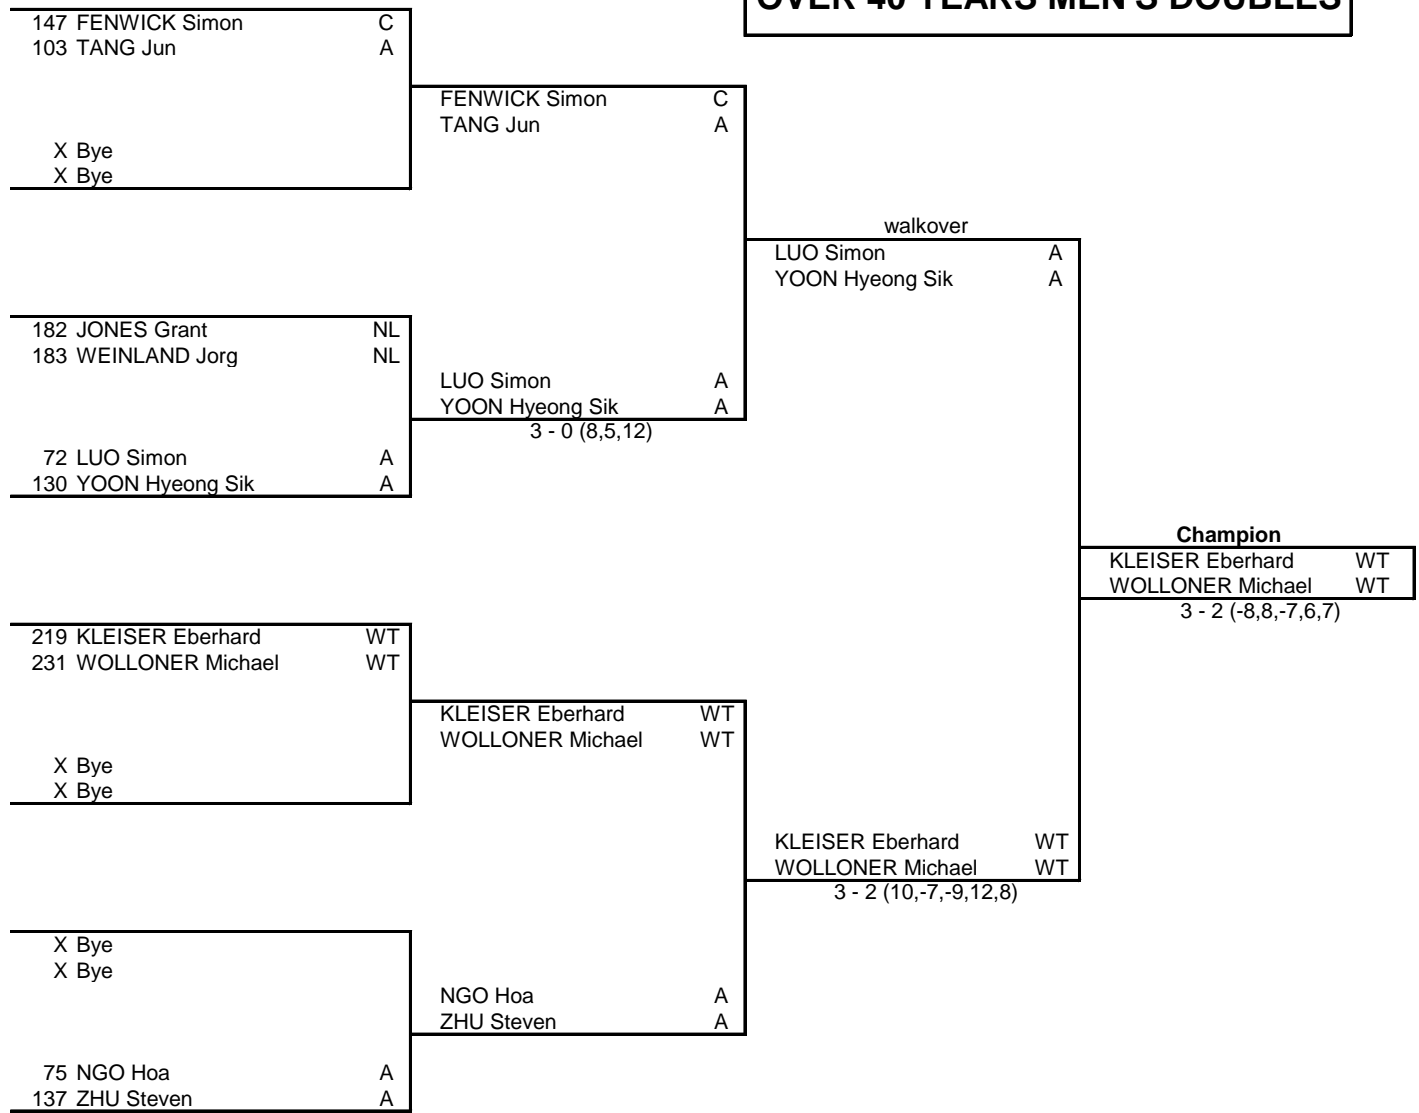 OVER 40 YEARS MEN'S DOUBLES
147 FENWICK Simon C
103 TANG Jun A
FENWICK Simon C
TANG Jun A
X Bye
X Bye
walkover
LUO Simon A
YOON Hyeong Sik A
182 JONES Grant NL
183 WEINLAND Jorg NL
LUO Simon A
YOON Hyeong Sik A
3 - 0 (8,5,12)
72 LUO Simon A
130 YOON Hyeong Sik A
Champion
KLEISER Eberhard WT
WOLLONER Michael WT
3 - 2 (-8,8,-7,6,7)
219 KLEISER Eberhard WT
231 WOLLONER Michael WT
KLEISER Eberhard WT
WOLLONER Michael WT
X Bye
X Bye
KLEISER Eberhard WT
WOLLONER Michael WT
3 - 2 (10,-7,-9,12,8)
X Bye
X Bye
NGO Hoa A
ZHU Steven A
75 NGO Hoa A
137 ZHU Steven A